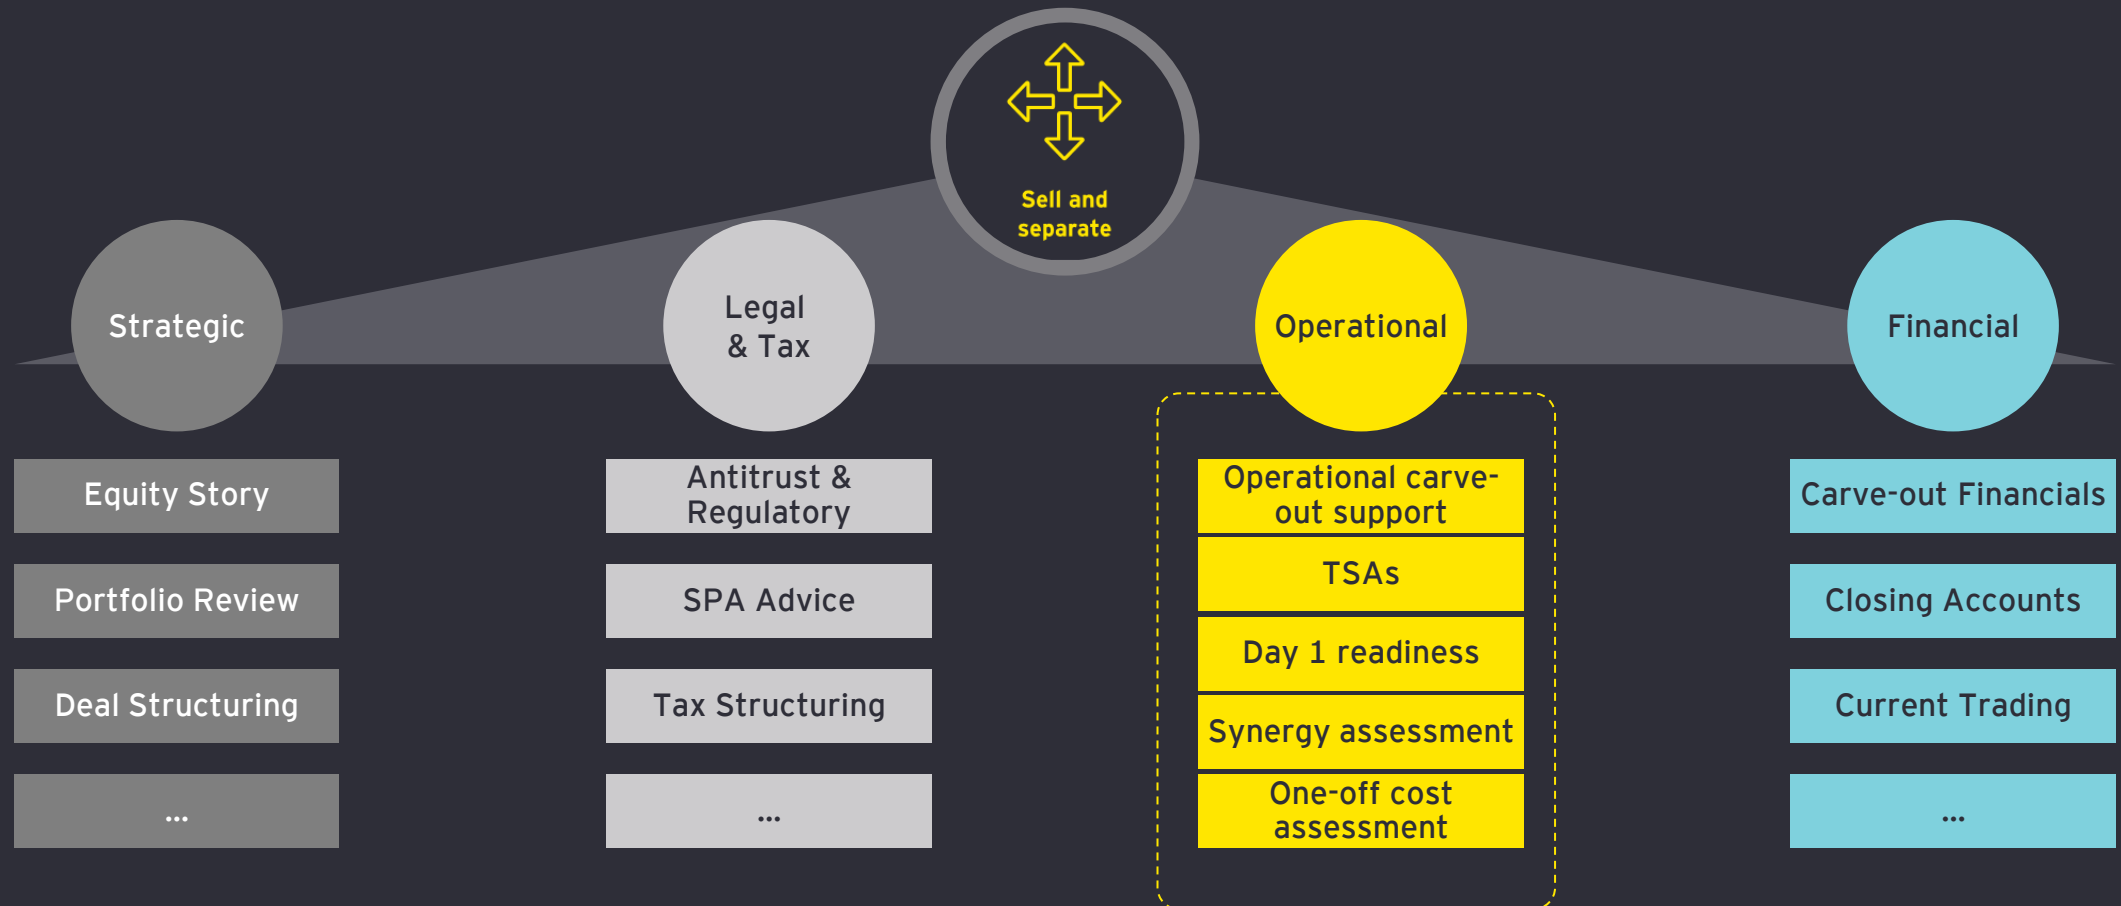 Sell and
separate
Strategic
Legal
& Tax
Operational
Financial
Equity Story
Portfolio Review
Deal Structuring
...
Antitrust &
Regulatory
SPA Advice
Tax Structuring
...
Operational carve-
out support
TSAs
Day 1 readiness
Synergy assessment
One-off cost
assessment
Carve-out Financials
Closing Accounts
Current Trading
...